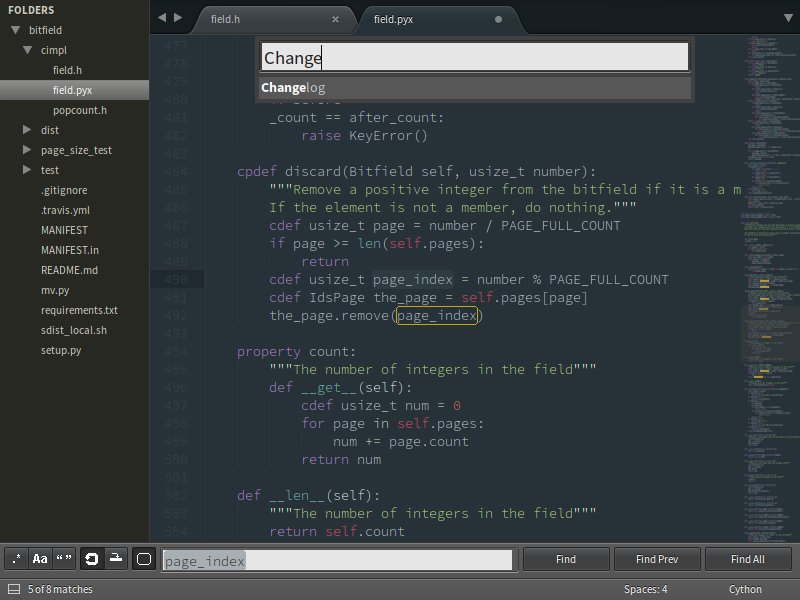 FOLDERS
bitfield
cimpl
field.h
field.pyx
popcount.h
dist
page_size_test
test
.gitignore
.travis.yml
MANIFEST
MANIFEST.in
README.md
mv.py
requirements.txt
sdist_local.sh
setup.py
field.h ×
field.pyx
Change
Changelog
477
478
479
480
481 _count == after_count:
482 raise KeyError()
483
484 cpdef discard(Bitfield self, usize_t number):
485 """Remove a positive integer from the bitfield if it is a m
486 If the element is not a member, do nothing."""
487 cdef usize_t page = number / PAGE_FULL_COUNT
488 if page >= len(self.pages):
489 return
490 cdef usize_t page_index = number % PAGE_FULL_COUNT
491 cdef IdsPage the_page = self.pages[page]
492 the_page.remove(page_index)
493
494 property count:
495 """The number of integers in the field"""
496 def __get__(self):
497 cdef usize_t num = 0
498 for page in self.pages:
499 num += page.count
500 return num
501
502 def __len__(self):
503 """The number of integers in the field"""
504 return self.count
.* Aa “” page_index Find Find Prev Find All
5 of 8 matches Spaces: 4 Cython